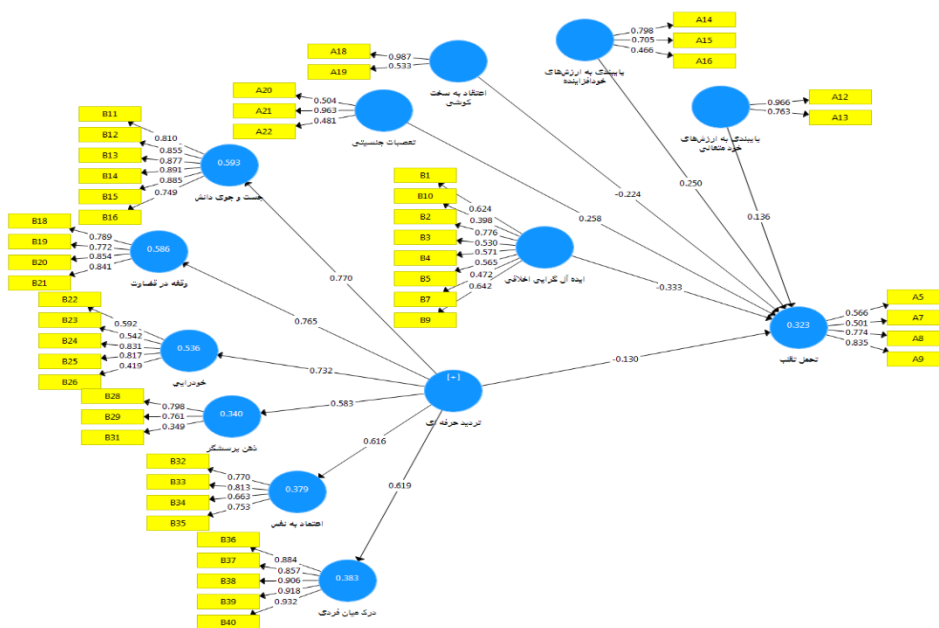 A14
A15
A16
0.798
0.705
0.466
پایبندی به ارزش‌های
خودافزاینده
A18
A19
0.987
0.533
اعتقاد به سخت
کوشی
A20
A21
A22
0.504
0.963
0.481
تعصبات جنسیتی
A12
A13
0.966
0.763
پایبندی به ارزش‌های
خود متعالی
B11
B12
B13
B14
B15
B16
0.810
0.855
0.877
0.891
0.885
0.749
0.593
جست و جوی دانش
B18
B19
B20
B21
0.789
0.772
0.854
0.841
0.586
وقفه در قضاوت
B1
B10
B2
B3
B4
B5
B7
B9
0.624
0.398
0.776
0.530
0.571
0.565
0.472
0.642
ایده آل گرایی اخلاقی
0.250
-0.224
0.136
0.258
-0.333
-0.130
0.770
0.765
0.732
0.583
0.616
0.619
A5
A7
A8
A9
0.566
0.501
0.774
0.835
0.323
تحمل تقلب
B22
B23
B24
B25
B26
0.592
0.542
0.831
0.817
0.419
0.536
خودرایی
[+]
تردید حرفه ای
B28
B29
B31
0.798
0.761
0.349
0.340
ذهن پرسشگر
B32
B33
B34
B35
0.770
0.813
0.663
0.753
0.379
اعتماد به نفس
B36
B37
B38
B39
B40
0.884
0.857
0.906
0.918
0.932
0.383
درک میان فردی